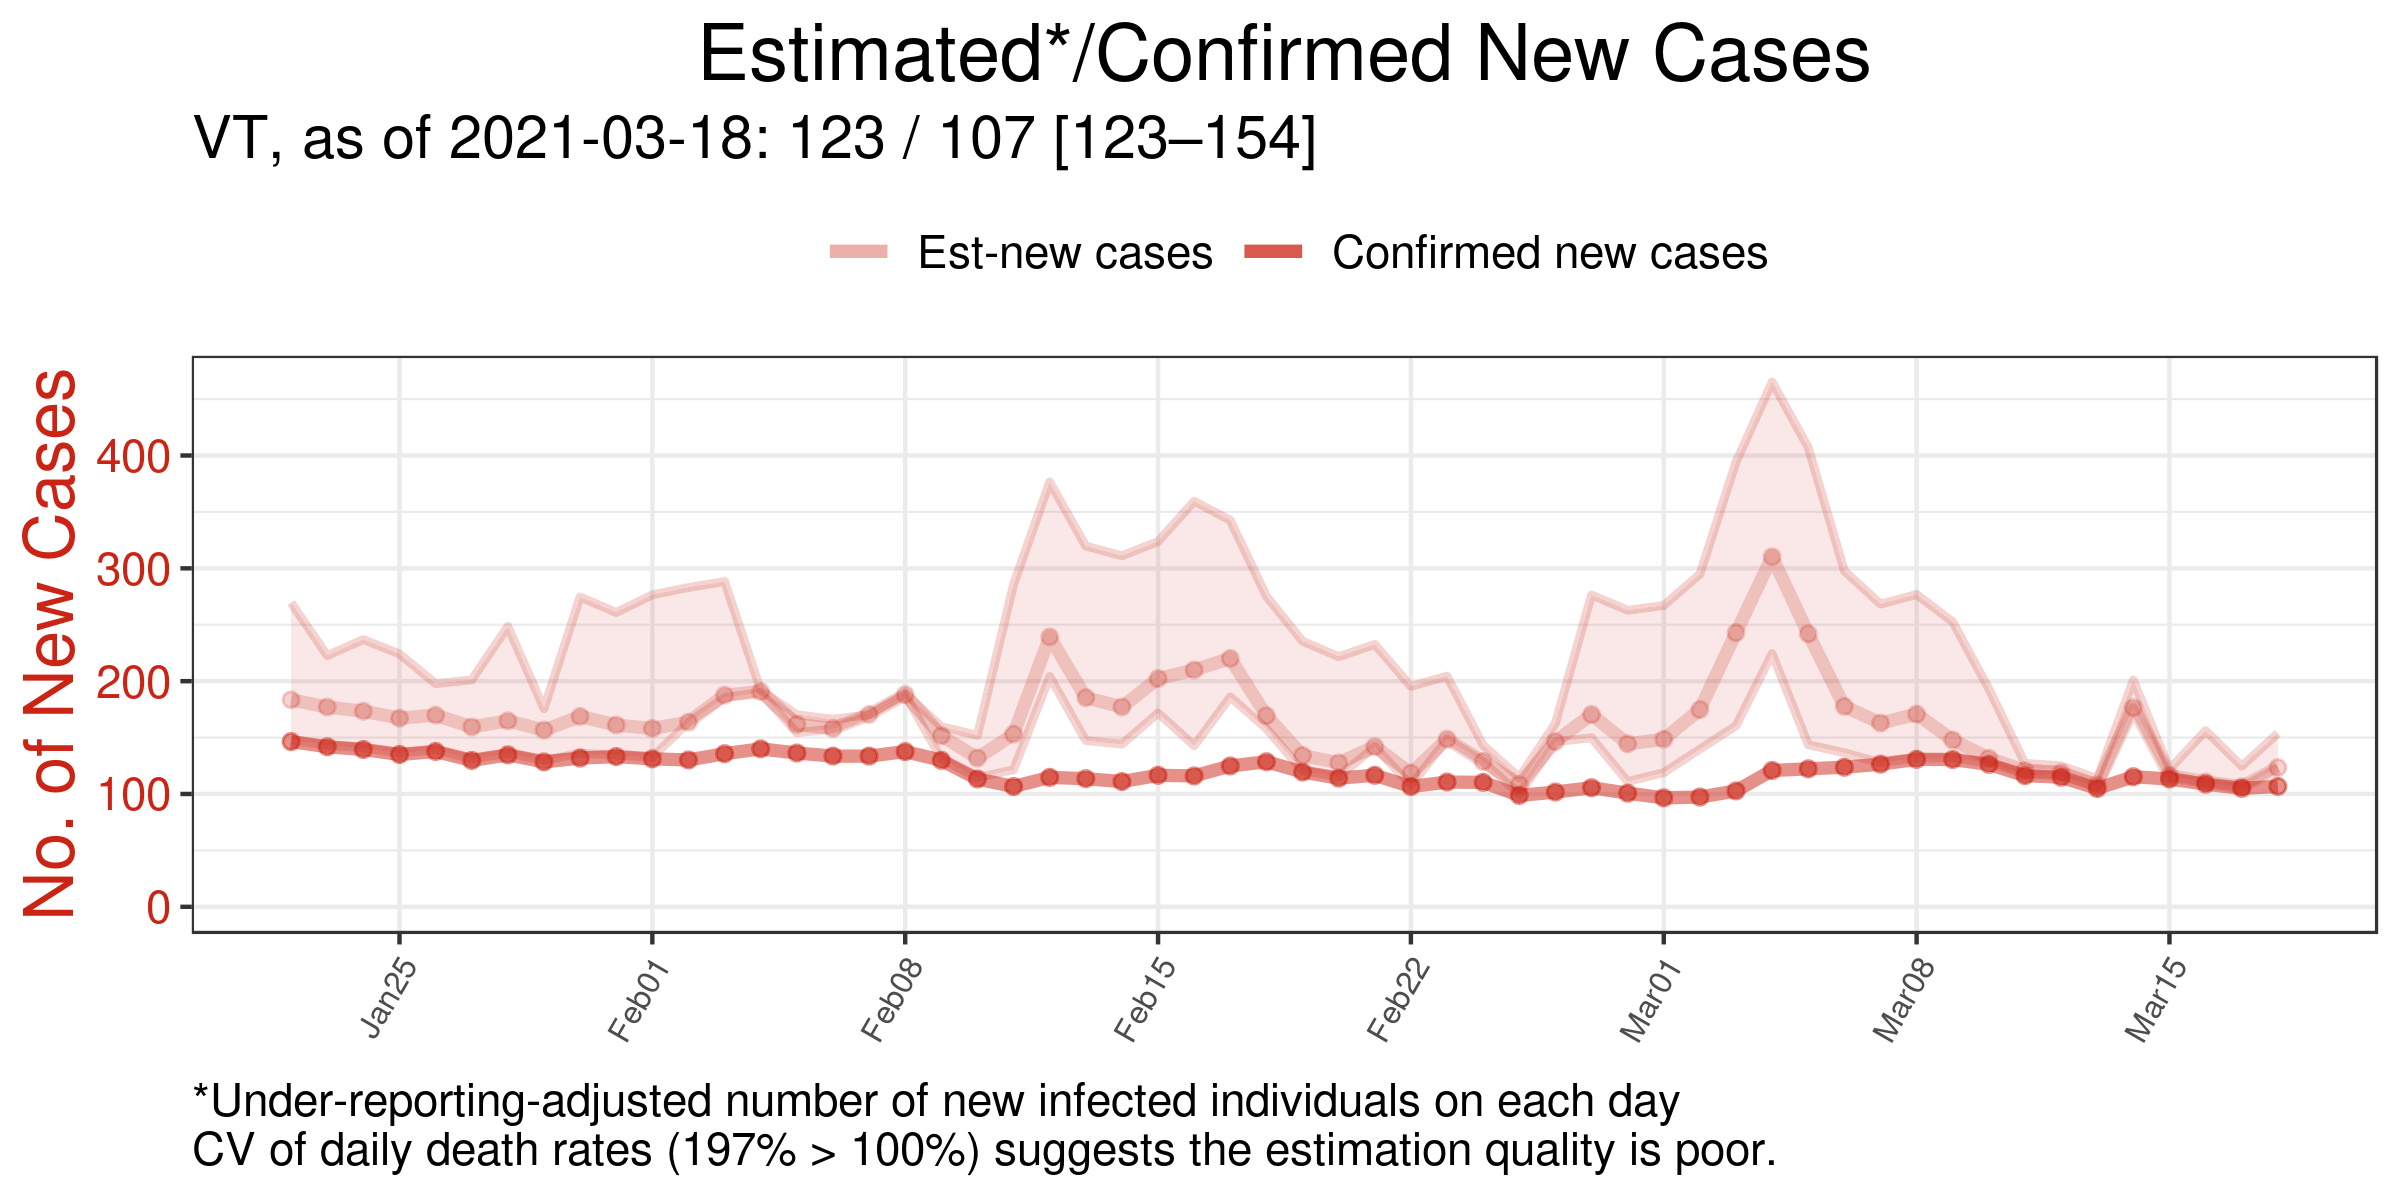 Estimated*/Confirmed New Cases
VT, as of 2021-03-18: 123 / 107 [123–154]
Est-new cases
Confirmed new cases
No. of New Cases
400
300
200
100
0
Jan25
Feb01
Feb08
Feb15
Feb22
Mar01
Mar08
Mar15
*Under-reporting-adjusted number of new infected individuals on each day
CV of daily death rates (197% > 100%) suggests the estimation quality is poor.